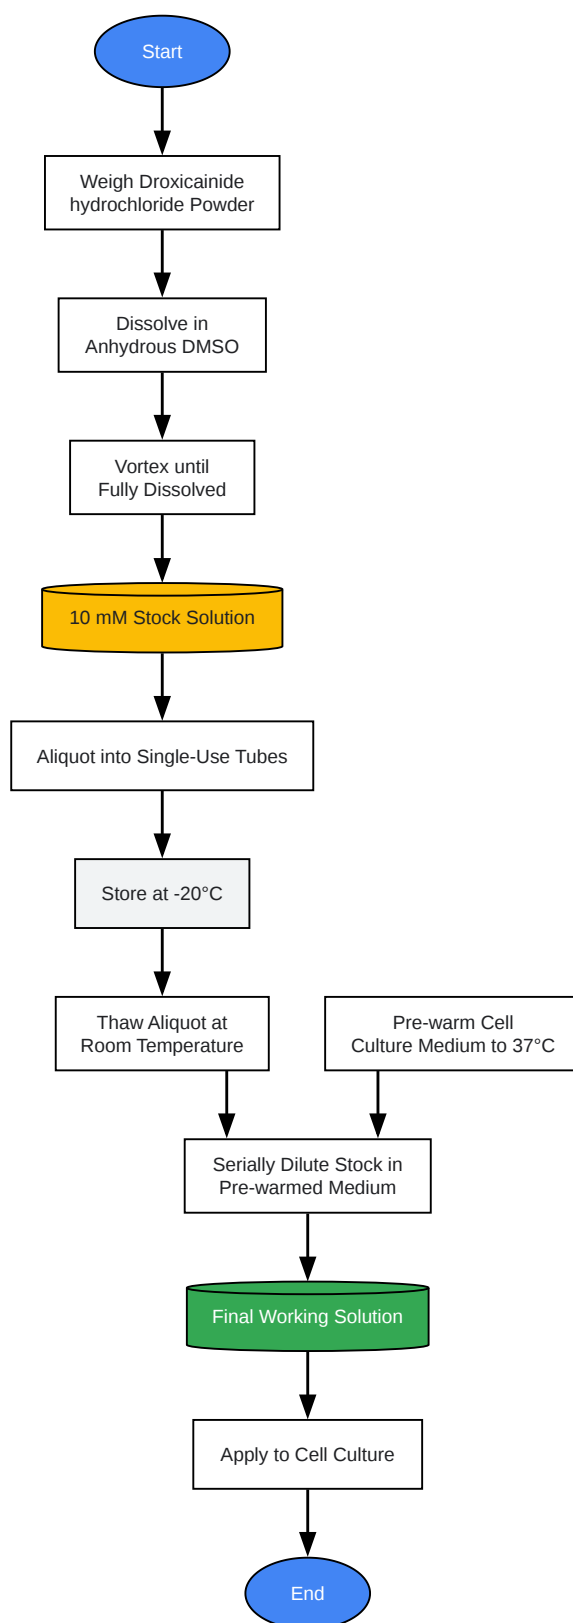 Start
Weigh Droxicainide
hydrochloride Powder
Dissolve in
Anhydrous DMSO
Vortex until
Fully Dissolved
10 mM Stock Solution
Aliquot into Single-Use Tubes
Store at -20°C
Thaw Aliquot at
Room Temperature
Pre-warm Cell
Culture Medium to 37°C
Serially Dilute Stock in
Pre-warmed Medium
Final Working Solution
Apply to Cell Culture
End